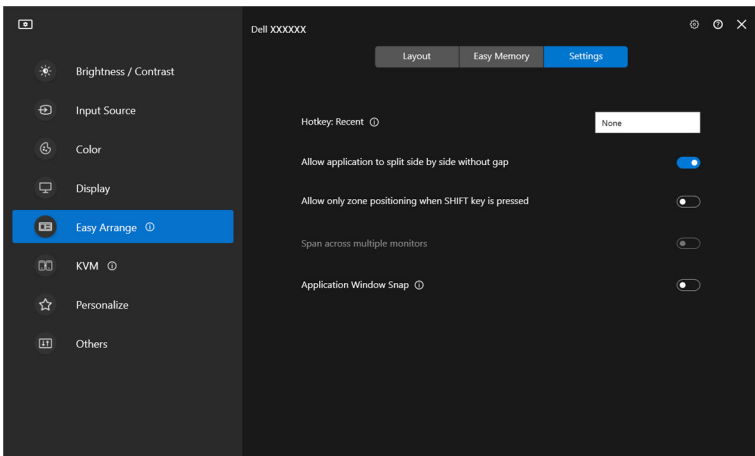 Dell XXXXXX
Layout
Easy Memory
Settings
Brightness / Contrast
Input Source
Color
Display
Easy Arrange
KVM
Personalize
Others
Hotkey: Recent
None
Allow application to split side by side without gap
Allow only zone positioning when SHIFT key is pressed
Span across multiple monitors
Application Window Snap